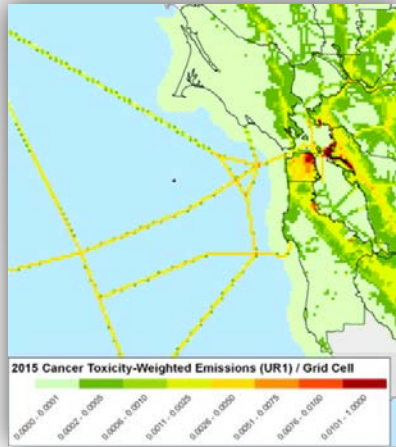 2015 Cancer Toxicity-Weighted Emissions (UR1) / Grid Cell
0.0000 - 0.0001
0.0002 - 0.0005
0.0006 - 0.0010
0.0011 - 0.0025
0.0026 - 0.0050
0.0051 - 0.0075
0.0076 - 0.0100
0.0101 - 1.0000